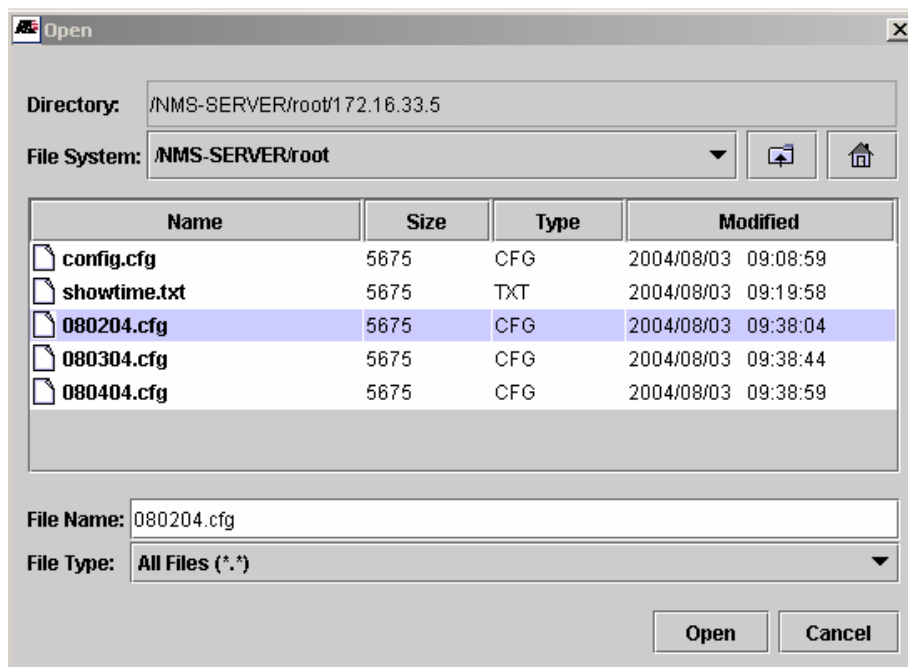 Open
Directory: /NMS-SERVER/root/172.16.33.5
File System: /NMS-SERVER/root
Name Size Type Modified
config.cfg 5675 CFG 2004/08/03 09:08:59
showtime.txt 5675 TXT 2004/08/03 09:19:58
080204.cfg 5675 CFG 2004/08/03 09:38:04
080304.cfg 5675 CFG 2004/08/03 09:38:44
080404.cfg 5675 CFG 2004/08/03 09:38:59
File Name: 080204.cfg
File Type: All Files (*.*)
Open Cancel